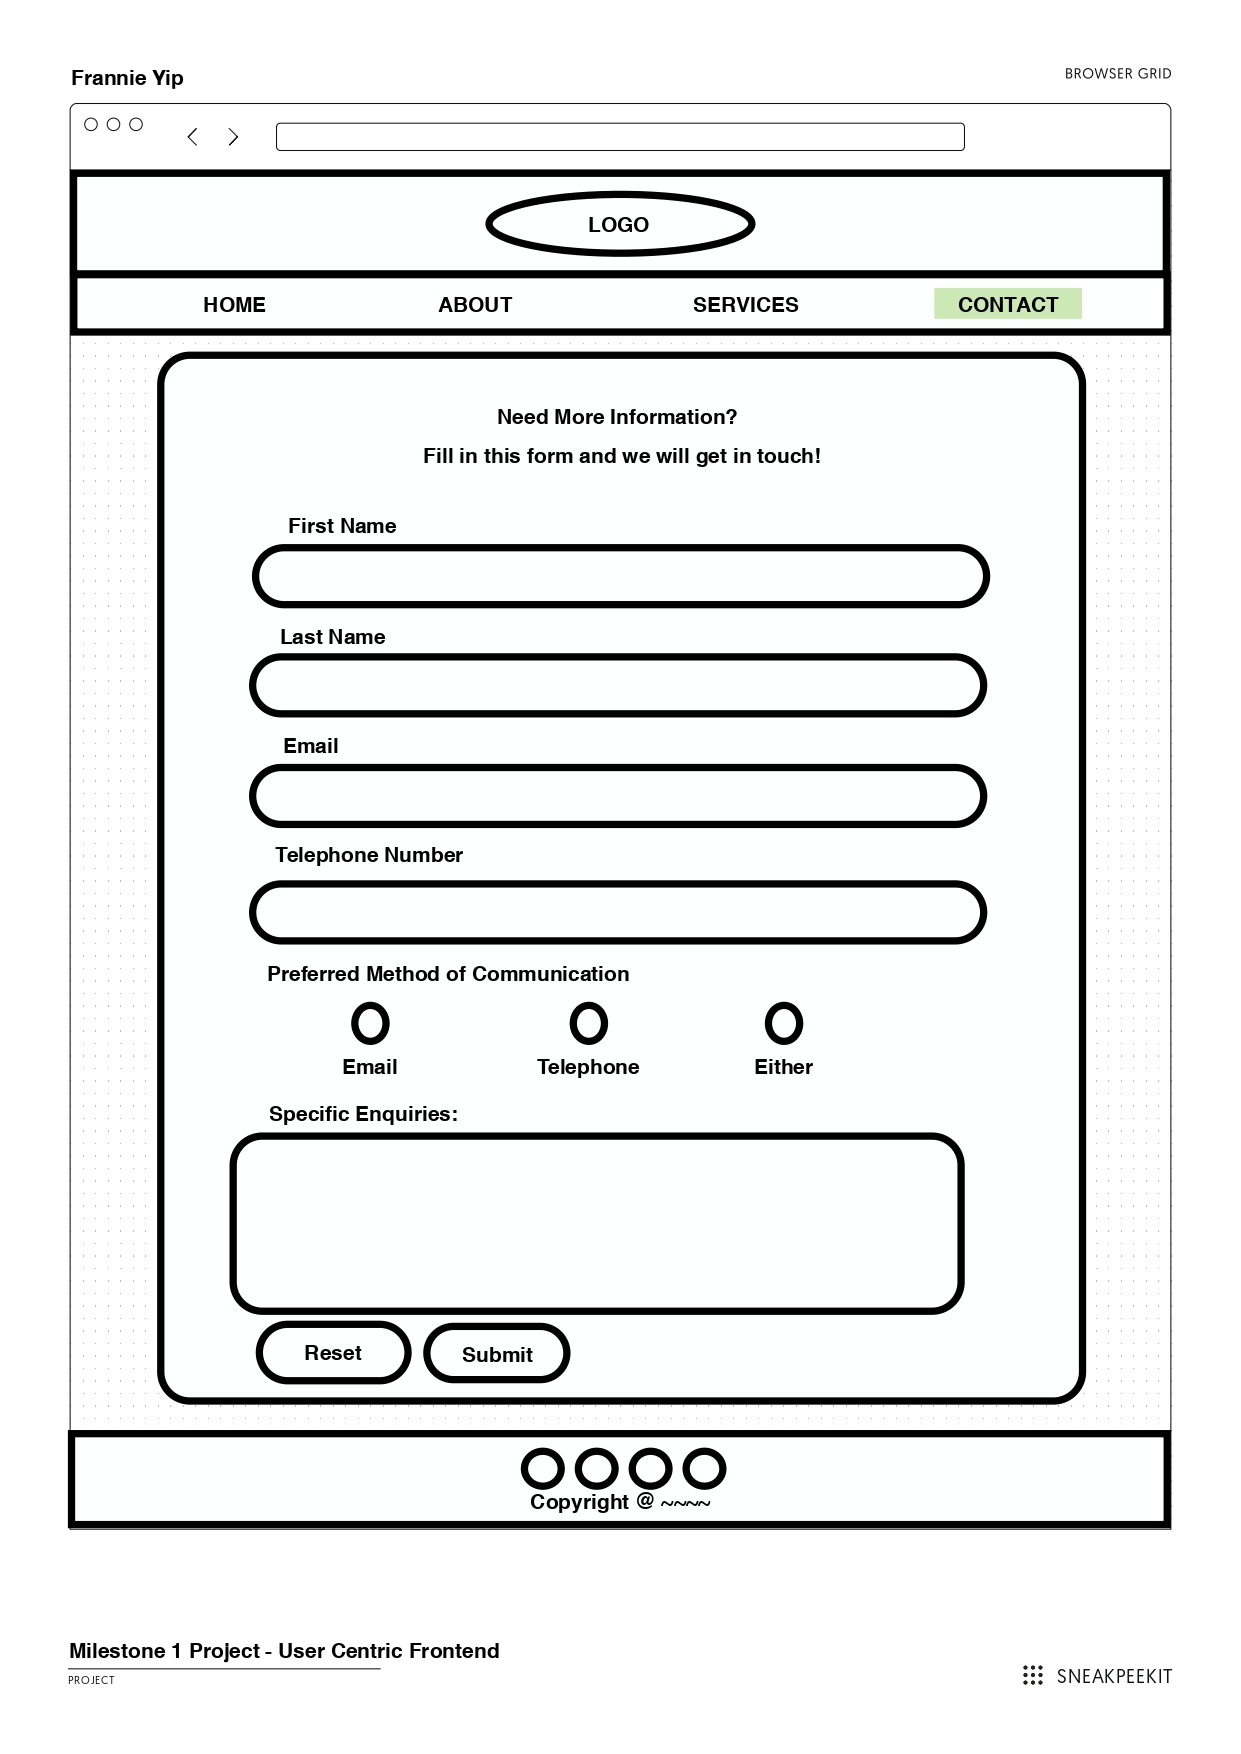 Frannie Yip
BROWSER GRID
LOGO
HOME ABOUT SERVICES CONTACT
Need More Information?
Fill in this form and we will get in touch!
First Name
Last Name
Email
Telephone Number
Preferred Method of Communication
Email Telephone Either
Specific Enquiries:
Reset Submit
Copyright @ ~~~~
Milestone 1 Project - User Centric Frontend
PROJECT
SNEAKPEEKIT